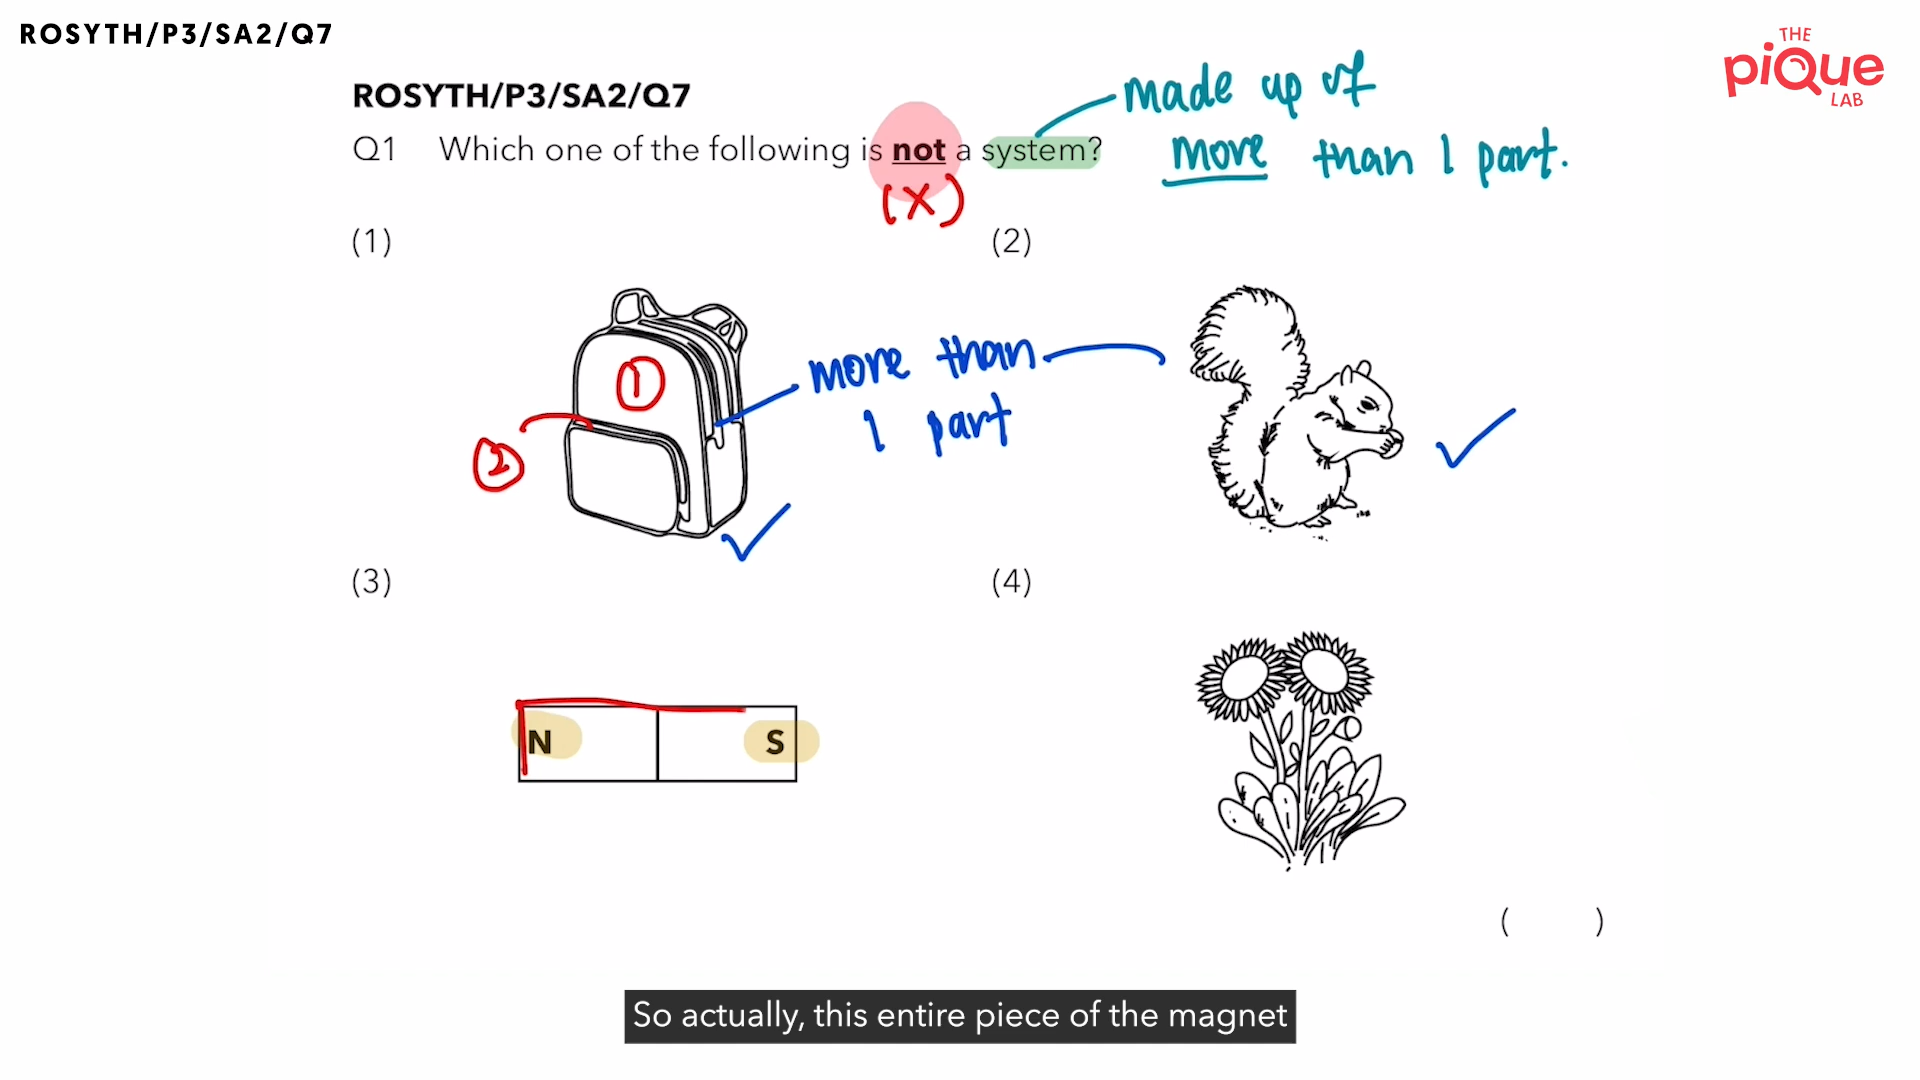 ROSYTH/P3/SA2/Q7
THE
piQue
LAB
ROSYTH/P3/SA2/Q7
made up of
Q1 Which one of the following is not a system?
more than 1 part.
(X)
(1)
(2)
1
more than
1 part
2
(3)
(4)
N S
( )
So actually, this entire piece of the magnet